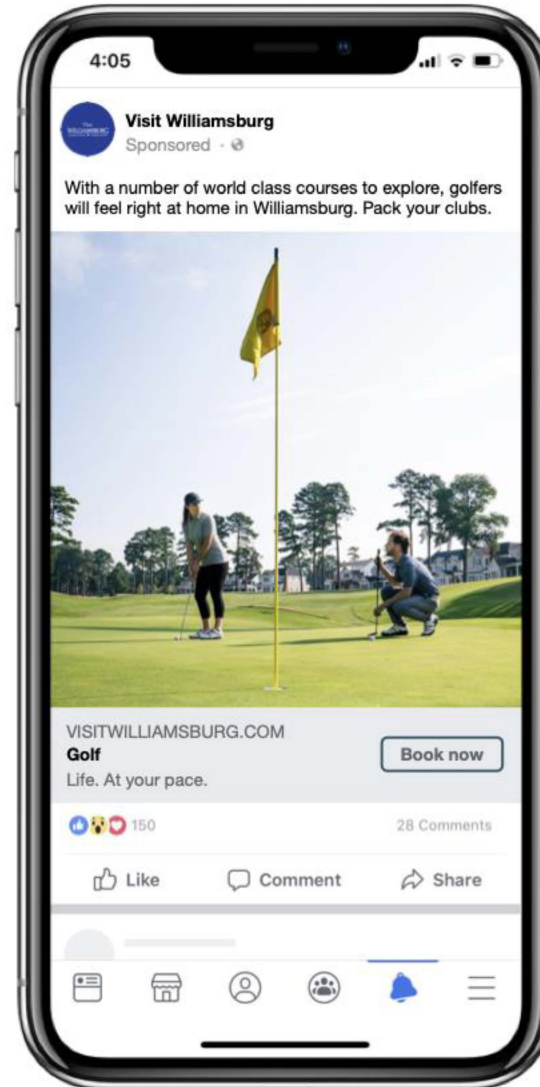 4:05
Visit Williamsburg
Sponsored ·
With a number of world class courses to explore, golfers
will feel right at home in Williamsburg. Pack your clubs.
VISITWILLIAMSBURG.COM
Golf
Book now
Life. At your pace.
150
28 Comments
Like
Comment
Share